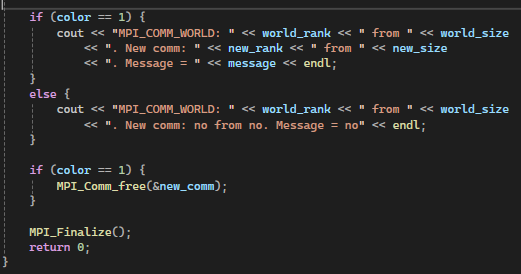 if (color == 1) {
cout << "MPI_COMM_WORLD: " << world_rank << " from " << world_size
<< ". New comm: " << new_rank << " from " << new_size
<< ". Message = " << message << endl;
}
else {
cout << "MPI_COMM_WORLD: " << world_rank << " from " << world_size
<< ". New comm: no from no. Message = no" << endl;
}
if (color == 1) {
MPI_Comm_free(&new_comm);
}
MPI_Finalize();
return 0;
}